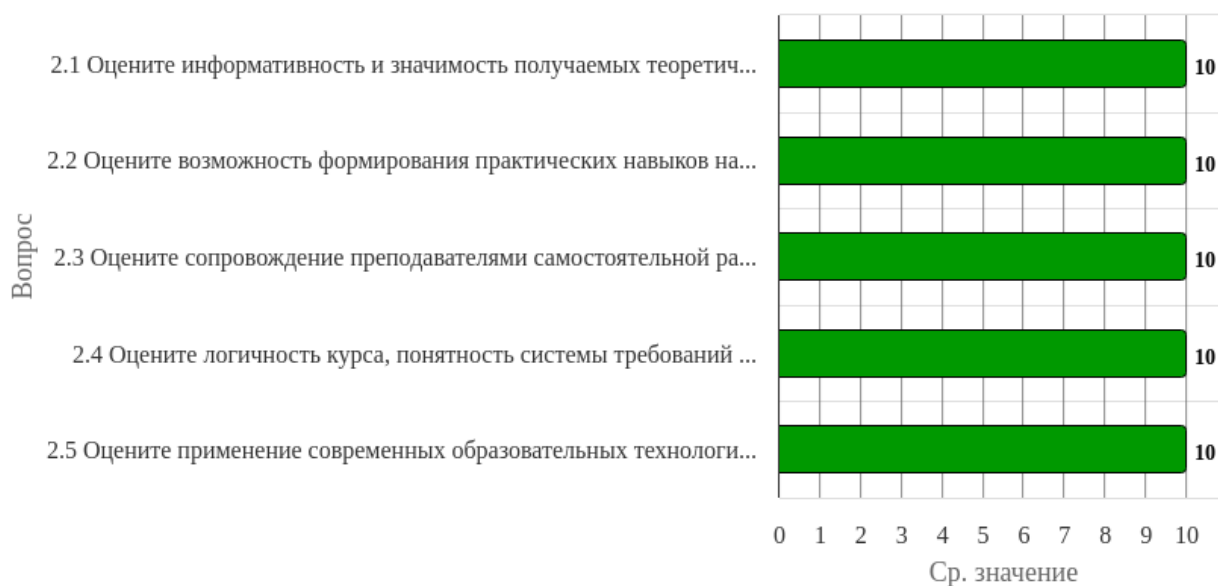 2.1 Оцените информативность и значимость получаемых теоретич...
10
2.2 Оцените возможность формирования практических навыков на...
10
2.3 Оцените сопровождение преподавателями самостоятельной ра...
10
2.4 Оцените логичность курса, понятность системы требований ...
10
2.5 Оцените применение современных образовательных технологи...
10
Вопрос
0 1 2 3 4 5 6 7 8 9 10
Ср. значение